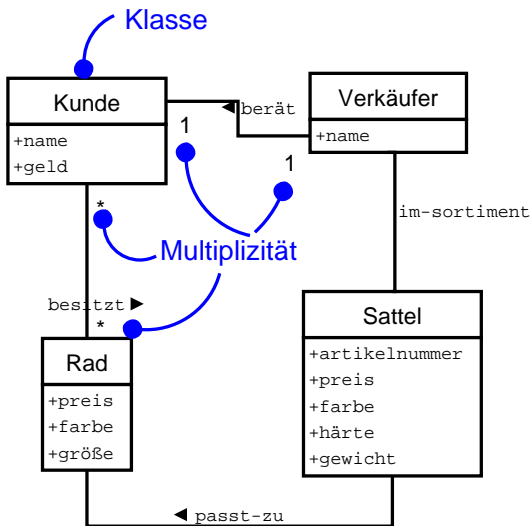 Klasse
Kunde
+name
+geld
◄ berät
Verkäufer
+name
1
1
*
im-sortiment
Multiplizität
besitzt ►
*
Rad
+preis
+farbe
+größe
Sattel
+artikelnummer
+preis
+farbe
+härte
+gewicht
◄ passt-zu